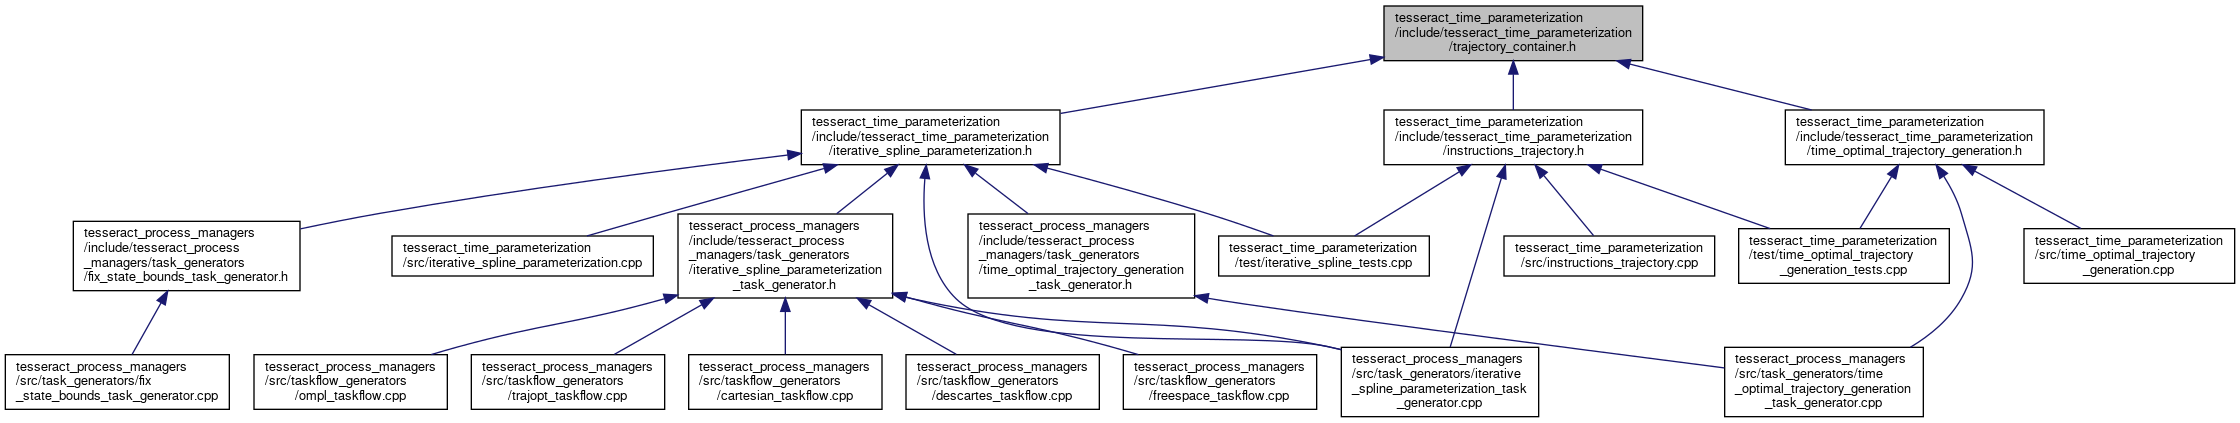 tesseract_time_parameterization
/include/tesseract_time_parameterization
/trajectory_container.h
tesseract_time_parameterization
/include/tesseract_time_parameterization
/iterative_spline_parameterization.h
tesseract_time_parameterization
/include/tesseract_time_parameterization
/instructions_trajectory.h
tesseract_time_parameterization
/include/tesseract_time_parameterization
/time_optimal_trajectory_generation.h
tesseract_process_managers
/include/tesseract_process
_managers/task_generators
/fix_state_bounds_task_generator.h
tesseract_time_parameterization
/src/iterative_spline_parameterization.cpp
tesseract_process_managers
/include/tesseract_process
_managers/task_generators
/iterative_spline_parameterization
_task_generator.h
tesseract_process_managers
/include/tesseract_process
_managers/task_generators
/time_optimal_trajectory_generation
_task_generator.h
tesseract_time_parameterization
/test/iterative_spline_tests.cpp
tesseract_time_parameterization
/src/instructions_trajectory.cpp
tesseract_time_parameterization
/test/time_optimal_trajectory
_generation_tests.cpp
tesseract_time_parameterization
/src/time_optimal_trajectory
_generation.cpp
tesseract_process_managers
/src/task_generators/fix
_state_bounds_task_generator.cpp
tesseract_process_managers
/src/taskflow_generators
/ompl_taskflow.cpp
tesseract_process_managers
/src/taskflow_generators
/trajopt_taskflow.cpp
tesseract_process_managers
/src/taskflow_generators
/cartesian_taskflow.cpp
tesseract_process_managers
/src/taskflow_generators
/descartes_taskflow.cpp
tesseract_process_managers
/src/taskflow_generators
/freespace_taskflow.cpp
tesseract_process_managers
/src/task_generators/iterative
_spline_parameterization_task
_generator.cpp
tesseract_process_managers
/src/task_generators/time
_optimal_trajectory_generation
_task_generator.cpp